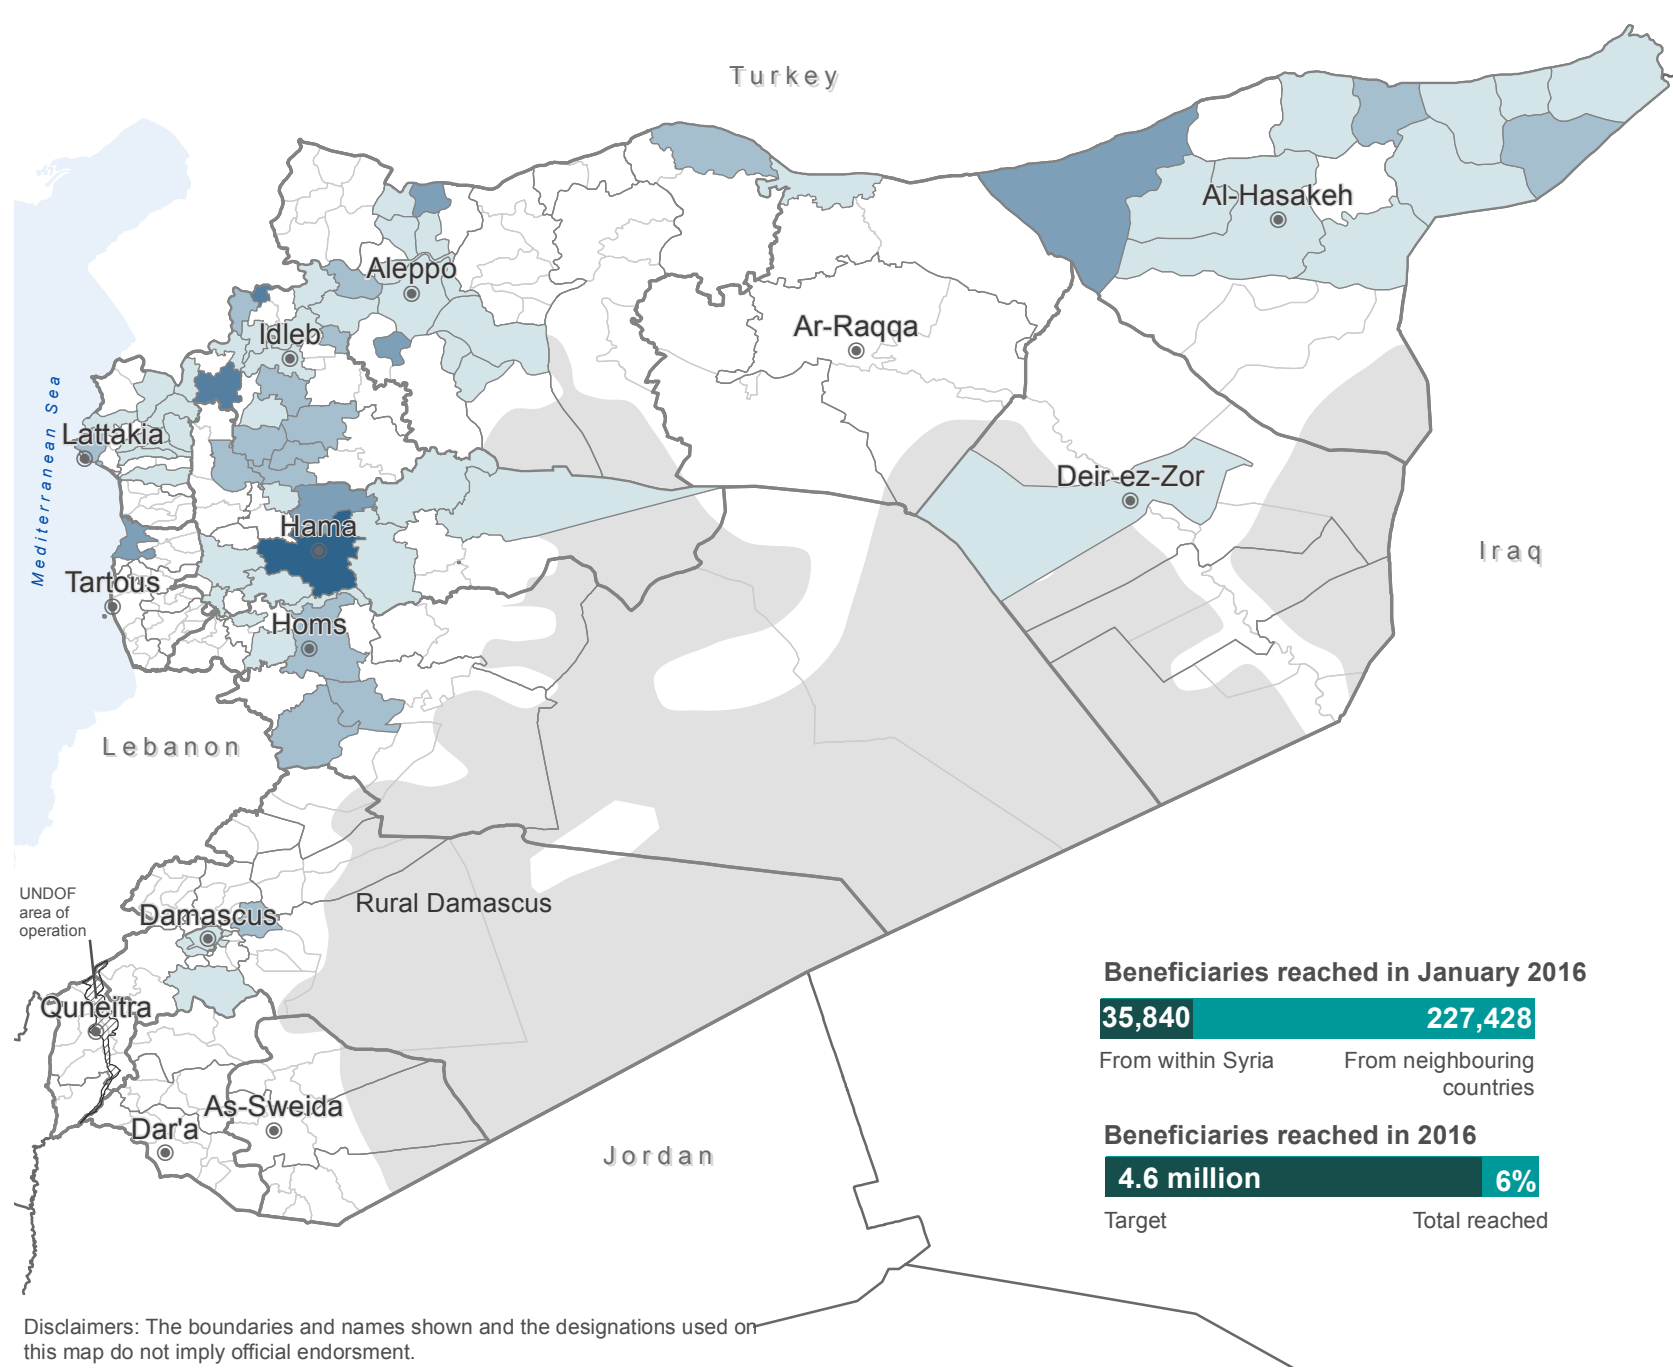 Turkey
Al-Hasakeh
Aleppo
Idleb
Ar-Raqqa
Mediterranean Sea
Lattakia
Deir-ez-Zor
Hama
Iraq
Tartous
Homs
Lebanon
UNDOF
area of
operation
Rural Damascus
Damascus
Quneitra
As-Sweida
Dar'a
Jordan
Beneficiaries reached in January 2016
35,840 227,428
From within Syria From neighbouring
countries
Beneficiaries reached in 2016
4.6 million 6%
Target Total reached
Disclaimers: The boundaries and names shown and the designations used on
this map do not imply official endorsment.